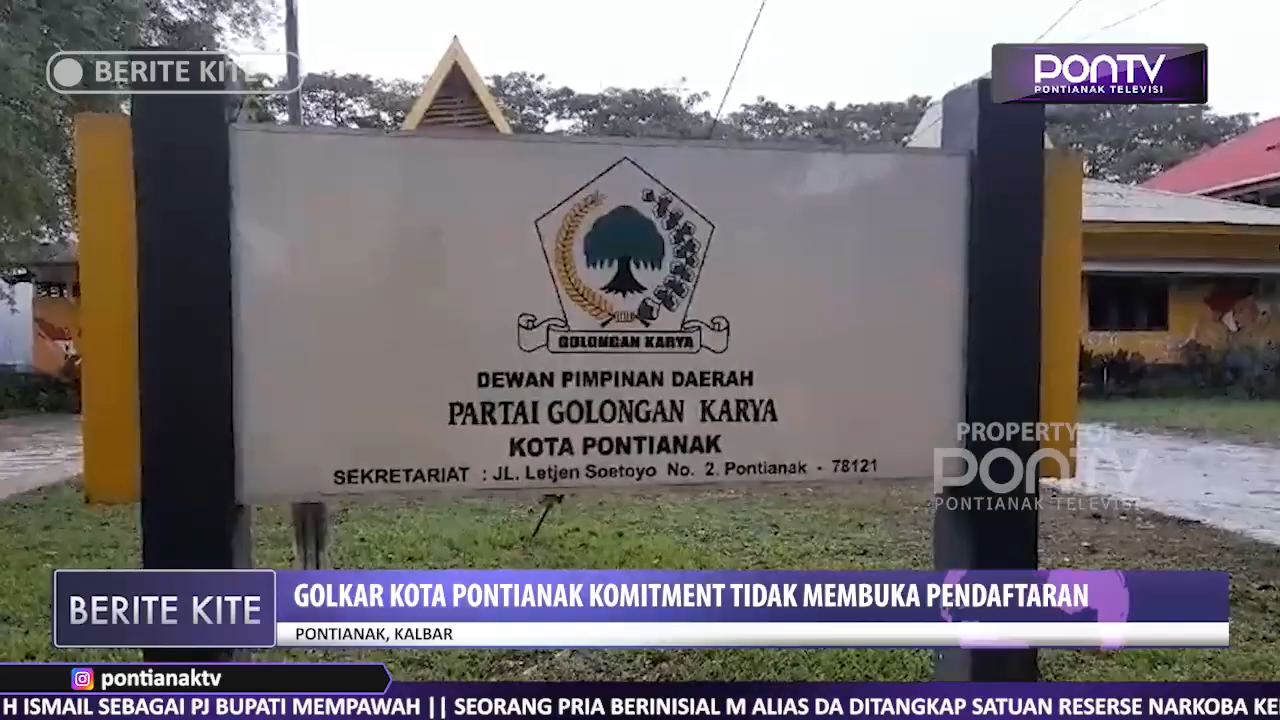 BERITE KITE
PONTV
PONTIANAK TELEVISI
GOLONGAN KARYA
DEWAN PIMPINAN DAERAH
PARTAI GOLONGAN KARYA
KOTA PONTIANAK
SEKRETARIAT : JL. Letjen Soetoyo No. 2. Pontianak - 78121
PROPERTY OF
PONTV
PONTIANAK TELEVISI
BERITE KITE
GOLKAR KOTA PONTIANAK KOMITMENT TIDAK MEMBUKA PENDAFTARAN
PONTIANAK, KALBAR
pontianaktv
H ISMAIL SEBAGAI PJ BUPATI MEMPAWAH || SEORANG PRIA BERINISIAL M ALIAS DA DITANGKAP SATUAN RESERSE NARKOBA KE